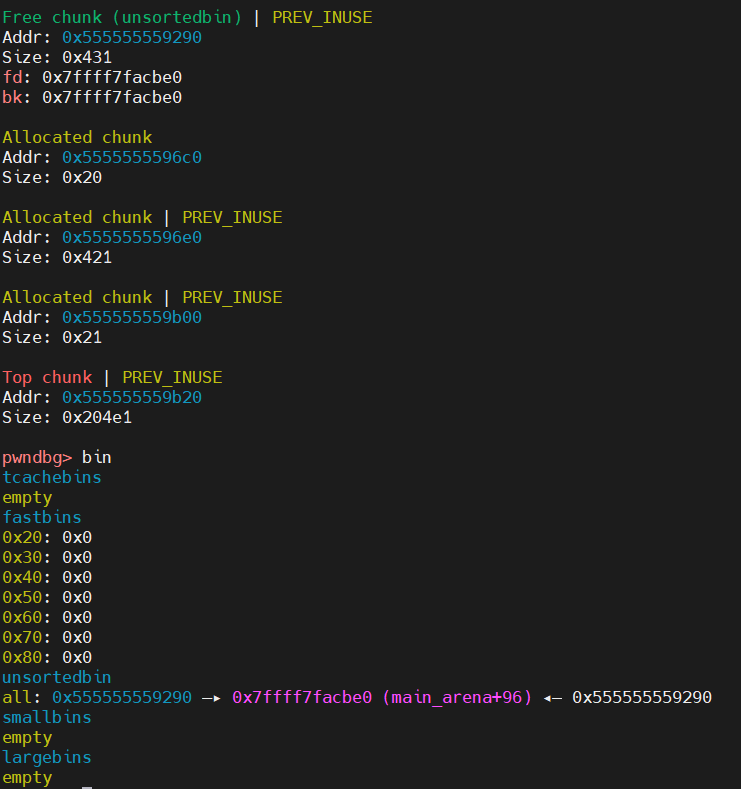 Free chunk (unsortedbin) | PREV_INUSE
Addr: 0x555555559290
Size: 0x431
fd: 0x7ffff7facbe0
bk: 0x7ffff7facbe0
Allocated chunk
Addr: 0x5555555596c0
Size: 0x20
Allocated chunk | PREV_INUSE
Addr: 0x5555555596e0
Size: 0x421
Allocated chunk | PREV_INUSE
Addr: 0x555555559b00
Size: 0x21
Top chunk | PREV_INUSE
Addr: 0x555555559b20
Size: 0x204e1
pwndbg> bin
tcachebins
empty
fastbins
0x20: 0x0
0x30: 0x0
0x40: 0x0
0x50: 0x0
0x60: 0x0
0x70: 0x0
0x80: 0x0
unsortedbin
all: 0x555555559290 —▸ 0x7ffff7facbe0 (main_arena+96) ◂— 0x555555559290
smallbins
empty
largebins
empty